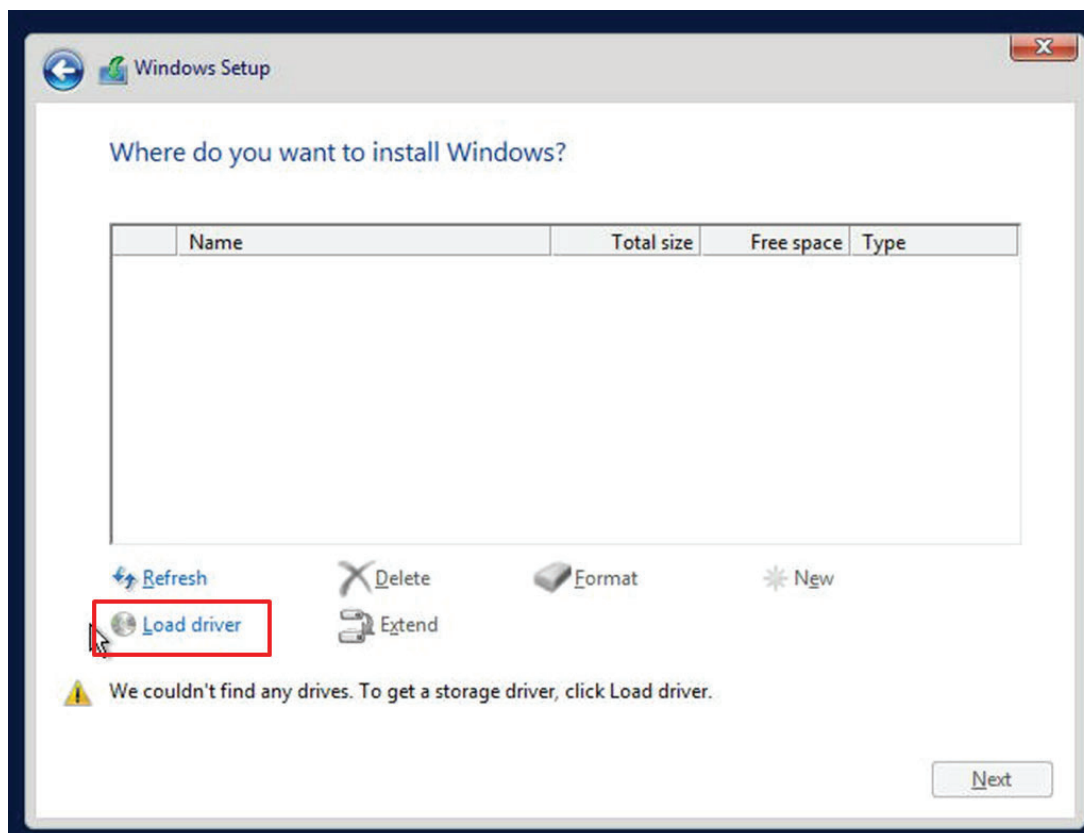 Windows Setup
Where do you want to install Windows?
Name Total size Free space Type
Refresh Delete Format New
Load driver Extend
We couldn't find any drives. To get a storage driver, click Load driver.
Next